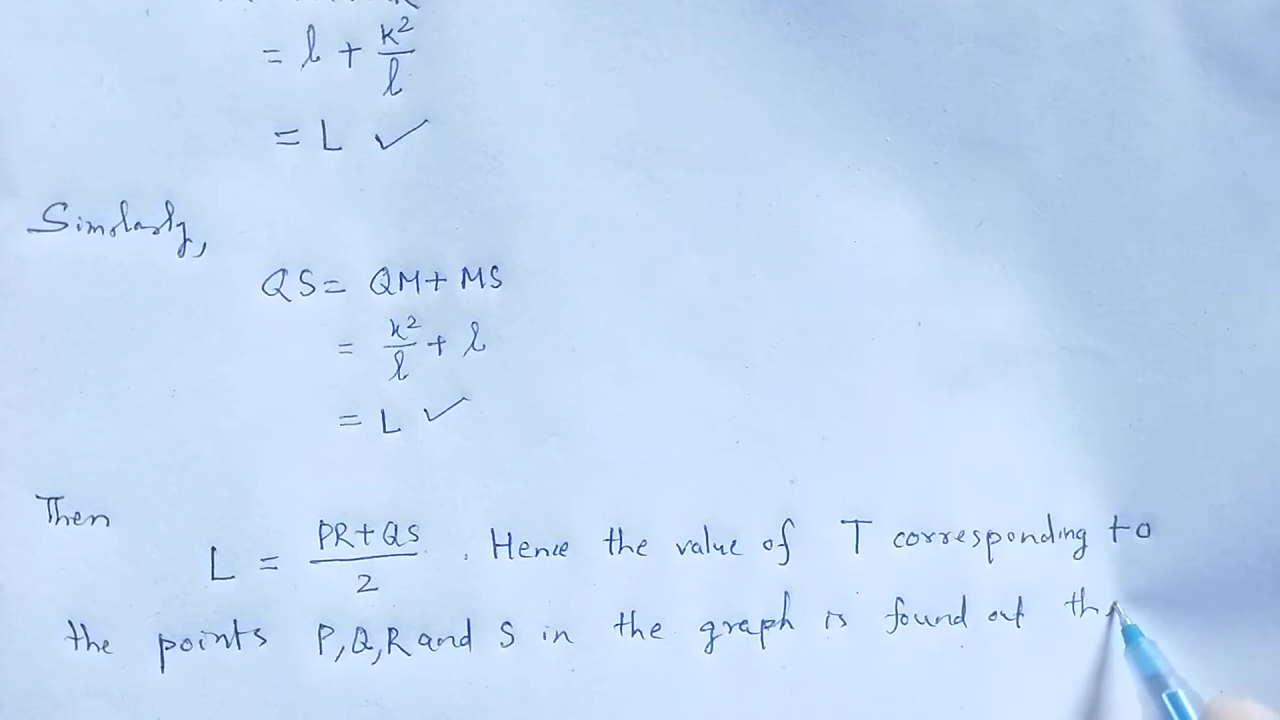 = l + k²/l
= L ✓
Similarly,
QS = QM + MS
= k²/l + l
= L ✓
Then
L = (PR + QS)/2 . Hence the value of T corresponding to
the points P, Q, R and S in the graph is found out